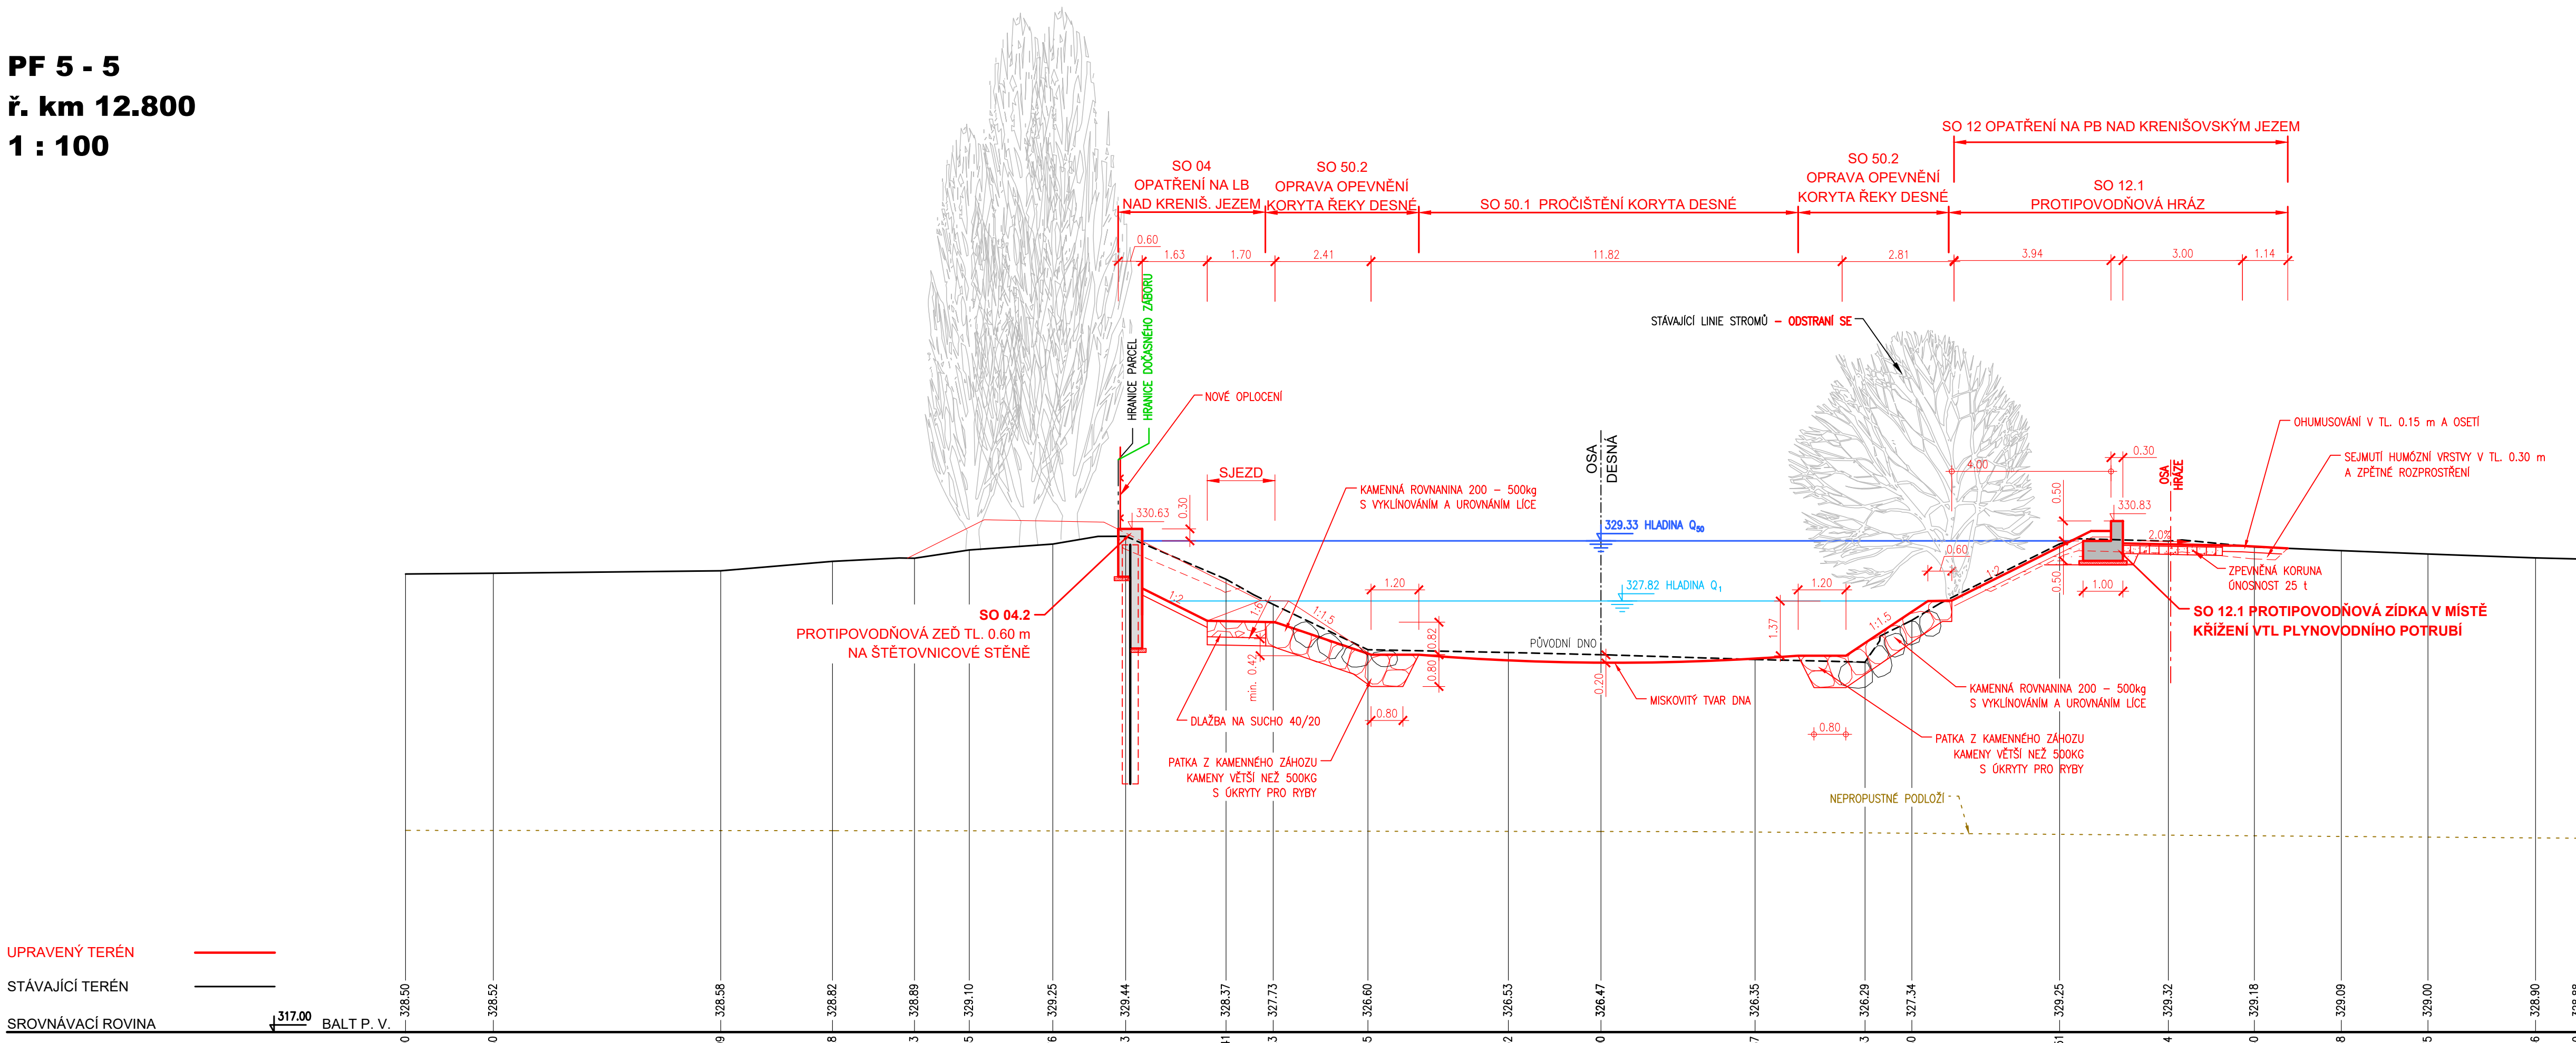 PF 5 - 5
ř. km 12.800
1 : 100
SO 12 OPATŘENÍ NA PB NAD KRENIŠOVSKÝM JEZEM
SO 04
OPATŘENÍ NA LB
NAD KRENIŠ. JEZEM
SO 50.2
OPRAVA OPEVNĚNÍ
KORYTA ŘEKY DESNÉ
SO 50.1 PROČIŠTĚNÍ KORYTA DESNÉ
SO 50.2
OPRAVA OPEVNĚNÍ
KORYTA ŘEKY DESNÉ
SO 12.1
PROTIPOVODŇOVÁ HRÁZ
0.60
1.63
1.70
2.41
11.82
2.81
3.94
3.00
1.14
HRANICE PARCEL
HRANICE DOČASNÉHO ZÁBORU
STÁVAJÍCÍ LINIE STROMŮ – ODSTRANÍ SE
NOVÉ OPLOCENÍ
OSA
DESNÁ
OHUMUSOVÁNÍ V TL. 0.15 m A OSETÍ
SEJMUTÍ HUMÓZNÍ VRSTVY V TL. 0.30 m
A ZPĚTNÉ ROZPROSTŘENÍ
SJEZD
KAMENNÁ ROVNANINA 200 – 500kg
S VYKLÍNOVÁNÍM A UROVNÁNÍM LÍCE
4.00
0.30
OSA
HRÁZE
330.63
0.30
0.50
330.83
329.33 HLADINA Q50
2.0%
0.60
327.82 HLADINA Q1
1.20
1.20
1:2
1:6
1:1.5
1:1.5
1:2
0.50
1.00
ZPEVNĚNÁ KORUNA
ÚNOSNOST 25 t
SO 04.2
PROTIPOVODŇOVÁ ZEĎ TL. 0.60 m
NA ŠTĚTOVNICOVÉ STĚNĚ
SO 12.1 PROTIPOVODŇOVÁ ZÍDKA V MÍSTĚ
KŘÍŽENÍ VTL PLYNOVODNÍHO POTRUBÍ
PŮVODNÍ DNO
0.82
0.80
1.37
min. 0.42
0.20
MISKOVITÝ TVAR DNA
DLAŽBA NA SUCHO 40/20
0.80
0.80
KAMENNÁ ROVNANINA 200 – 500kg
S VYKLÍNOVÁNÍM A UROVNÁNÍM LÍCE
PATKA Z KAMENNÉHO ZÁHOZU
KAMENY VĚTŠÍ NEŽ 500KG
S ÚKRYTY PRO RYBY
PATKA Z KAMENNÉHO ZÁHOZU
KAMENY VĚTŠÍ NEŽ 500KG
S ÚKRYTY PRO RYBY
NEPROPUSTNÉ PODLOŽÍ
UPRAVENÝ TERÉN
STÁVAJÍCÍ TERÉN
SROVNÁVACÍ ROVINA
317.00
BALT P. V.
328.50
328.52
328.58
328.82
328.89
329.10
329.25
329.44
328.37
327.73
326.60
326.53
326.47
326.35
326.29
327.34
329.25
329.32
329.18
329.09
329.00
328.90
328.88